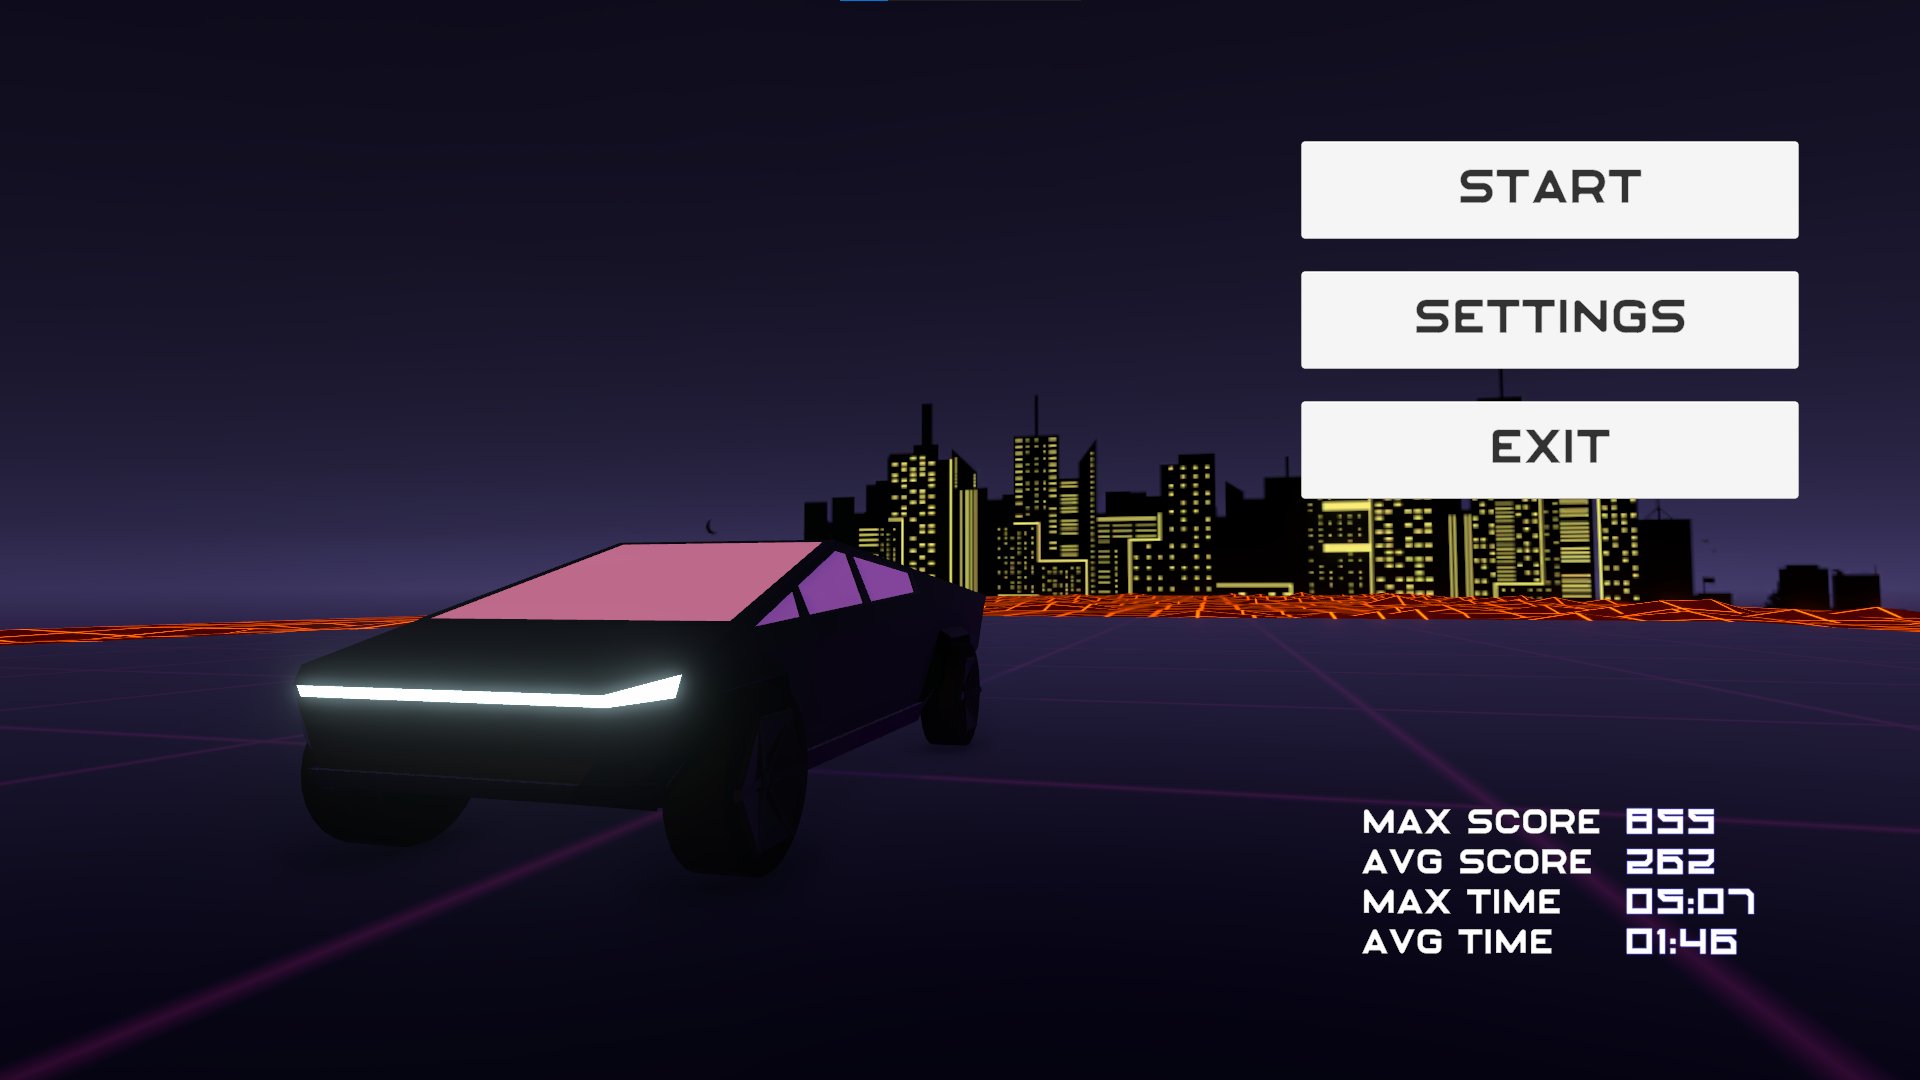 START
SETTINGS
EXIT
MAX SCORE 855
AVG SCORE 262
MAX TIME 05:07
AVG TIME 01:46